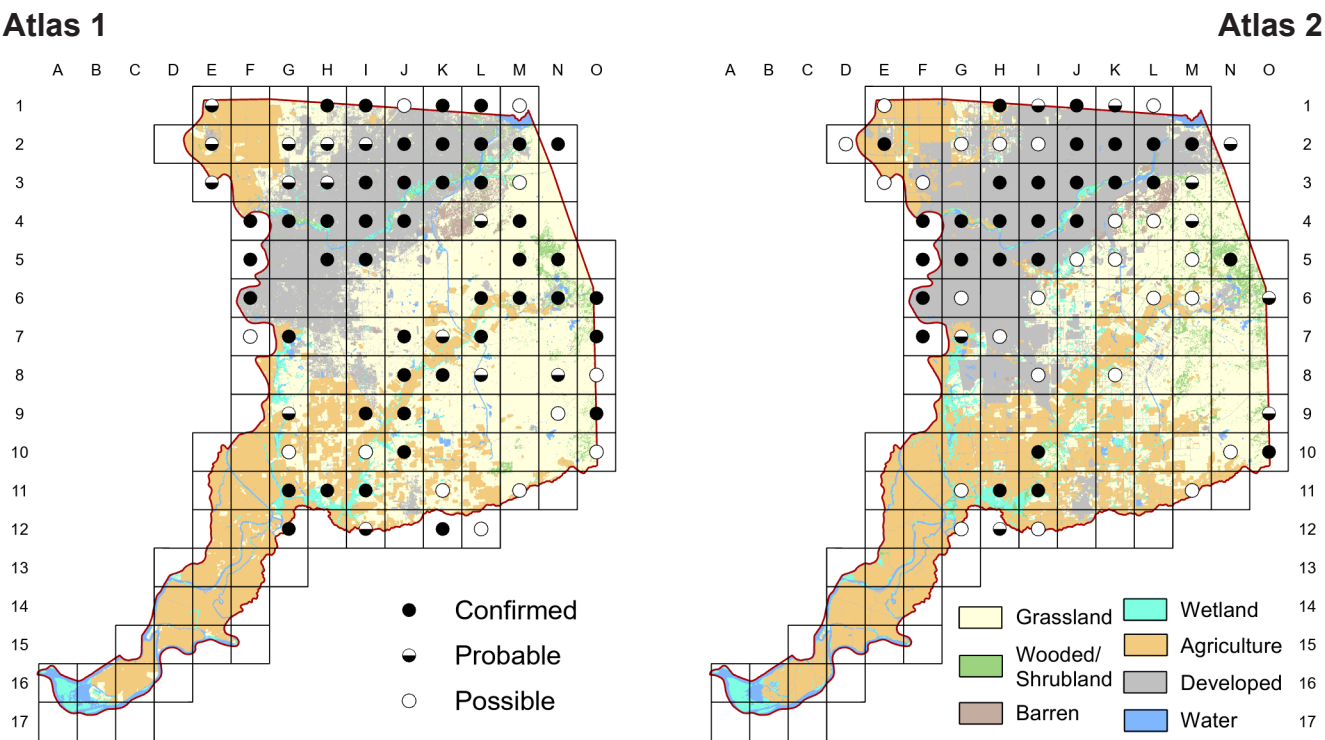 Atlas 1
Atlas 2
A B C D E F G H I J K L M N O
A B C D E F G H I J K L M N O
1
2
3
4
5
6
7
8
9
10
11
12
13
14
15
16
17
1
2
3
4
5
6
7
8
9
10
11
12
13
14
15
16
17
Confirmed
Probable
Possible
Grassland
Wooded/
Shrubland
Barren
Wetland
Agriculture
Developed
Water